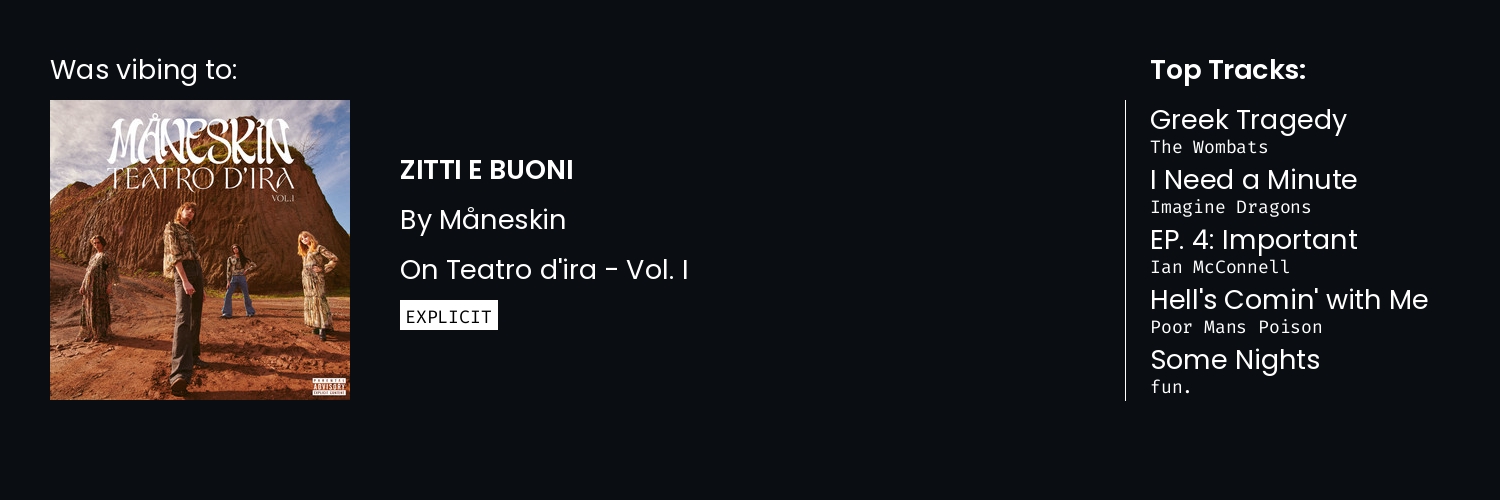 Was vibing to:
MÅNESKIN
TEATRO D'IRA
VOL.I
PARENTAL
ADVISORY
EXPLICIT CONTENT
ZITTI E BUONI
By Måneskin
On Teatro d'ira - Vol. I
EXPLICIT
Top Tracks:
Greek Tragedy
The Wombats
I Need a Minute
Imagine Dragons
EP. 4: Important
Ian McConnell
Hell's Comin' with Me
Poor Mans Poison
Some Nights
fun.